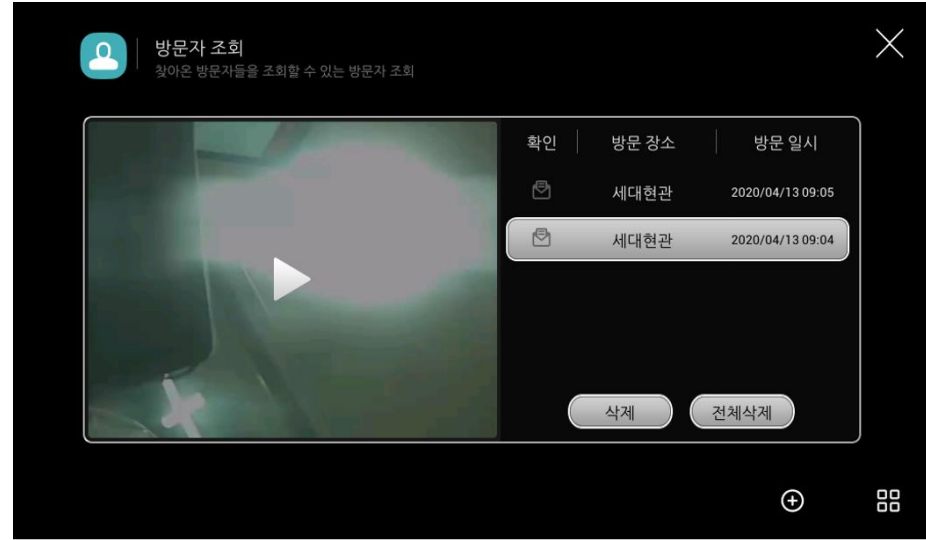 방문자 조회
찾아온 방문자들을 조회할 수 있는 방문자 조회
확인 방문 장소 방문 일시
세대현관 2020/04/13 09:05
세대현관 2020/04/13 09:04
삭제 전체삭제